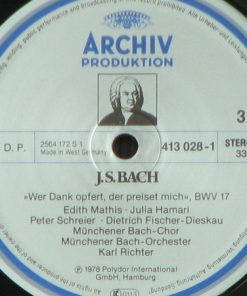 ARCHIV
PRODUKTION
3
D. P.
2564 172 S 1
Made in West Germany
413 028-1
STERE
33
J.S.BACH
»Wer Dank opfert, der preiset mich«, BWV 17
Edith Mathis · Julia Hamari
Peter Schreier · Dietrich Fischer-Dieskau
Münchener Bach-Chor
Münchener Bach-Orchester
Karl Richter
Ⓟ 1978 Polydor International
GmbH, Hamburg